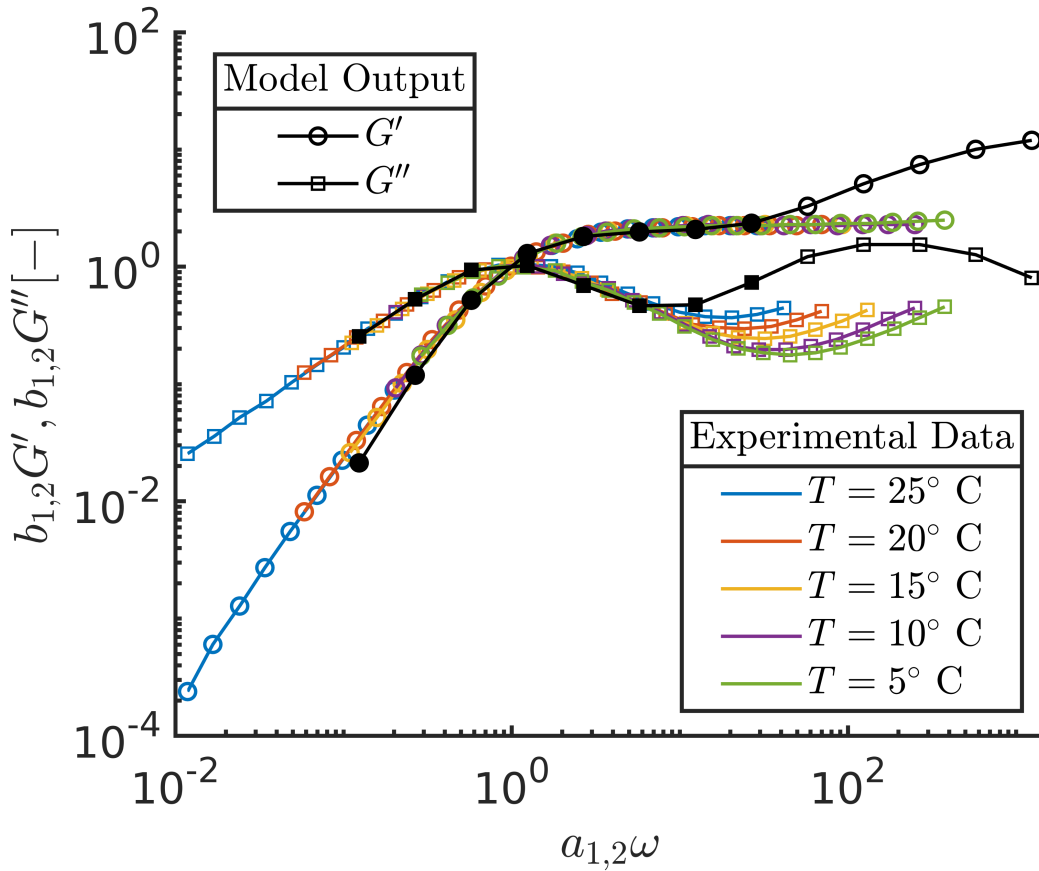 10^2
10^0
10^-2
10^-4
b_{1,2}G′, b_{1,2}G″[−]
Model Output
G′
G″
Experimental Data
T = 25° C
T = 20° C
T = 15° C
T = 10° C
T = 5° C
10^-2
10^0
10^2
a_{1,2}ω